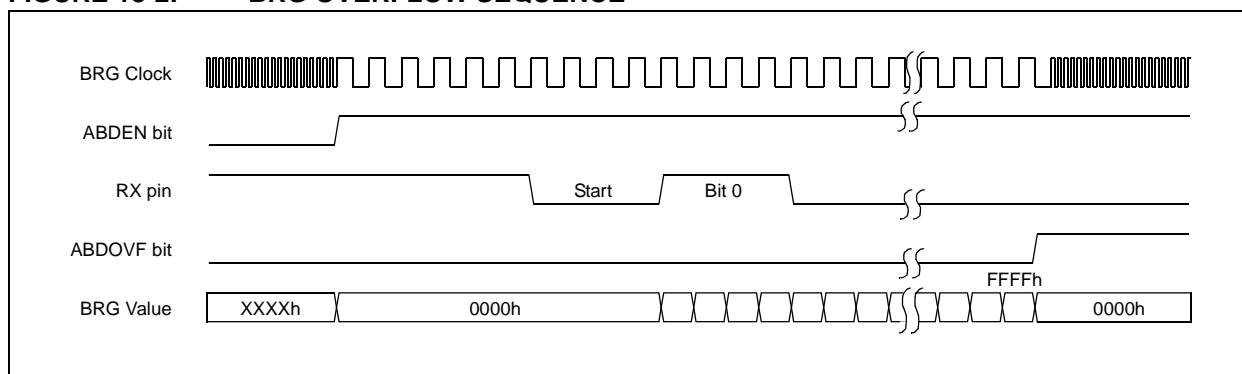 BRG Clock
ABDEN bit
RX pin
Start
Bit 0
ABDOVF bit
FFFFh
BRG Value
XXXXh
0000h
0000h